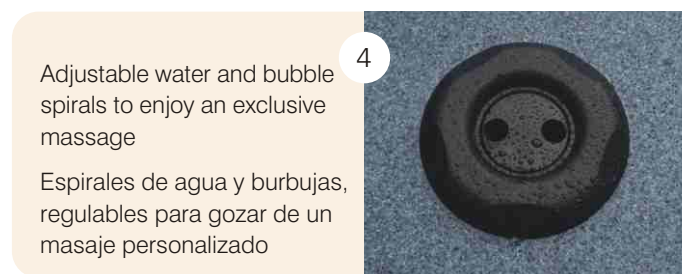 4
Adjustable water and bubble
spirals to enjoy an exclusive
massage
Espirales de agua y burbujas,
regulables para gozar de un
masaje personalizado